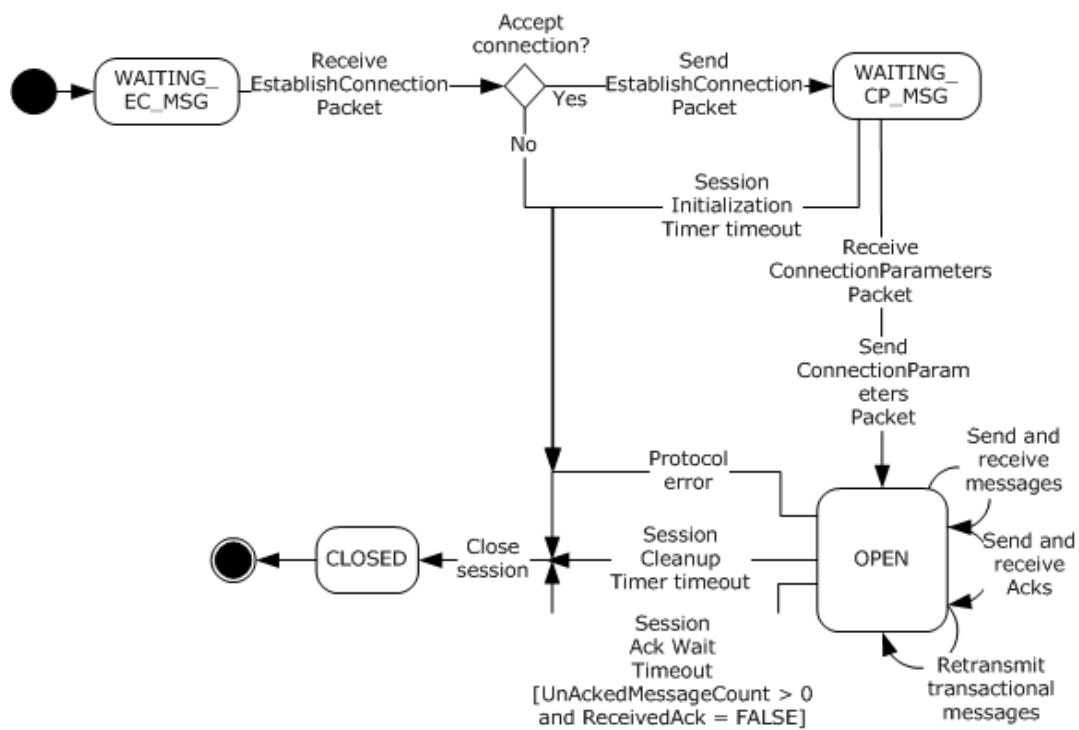 Accept
connection?
WAITING_
EC_MSG
Receive
EstablishConnection
Packet
Yes
No
Send
EstablishConnection
Packet
WAITING_
CP_MSG
Session
Initialization
Timer timeout
Receive
ConnectionParameters
Packet
Send
ConnectionParam
eters
Packet
Send and
receive
messages
Protocol
error
OPEN
Send and
receive
Acks
Session
Cleanup
Timer timeout
Close
session
CLOSED
Session
Ack Wait
Timeout
[UnAckedMessageCount > 0
and ReceivedAck = FALSE]
Retransmit
transactional
messages